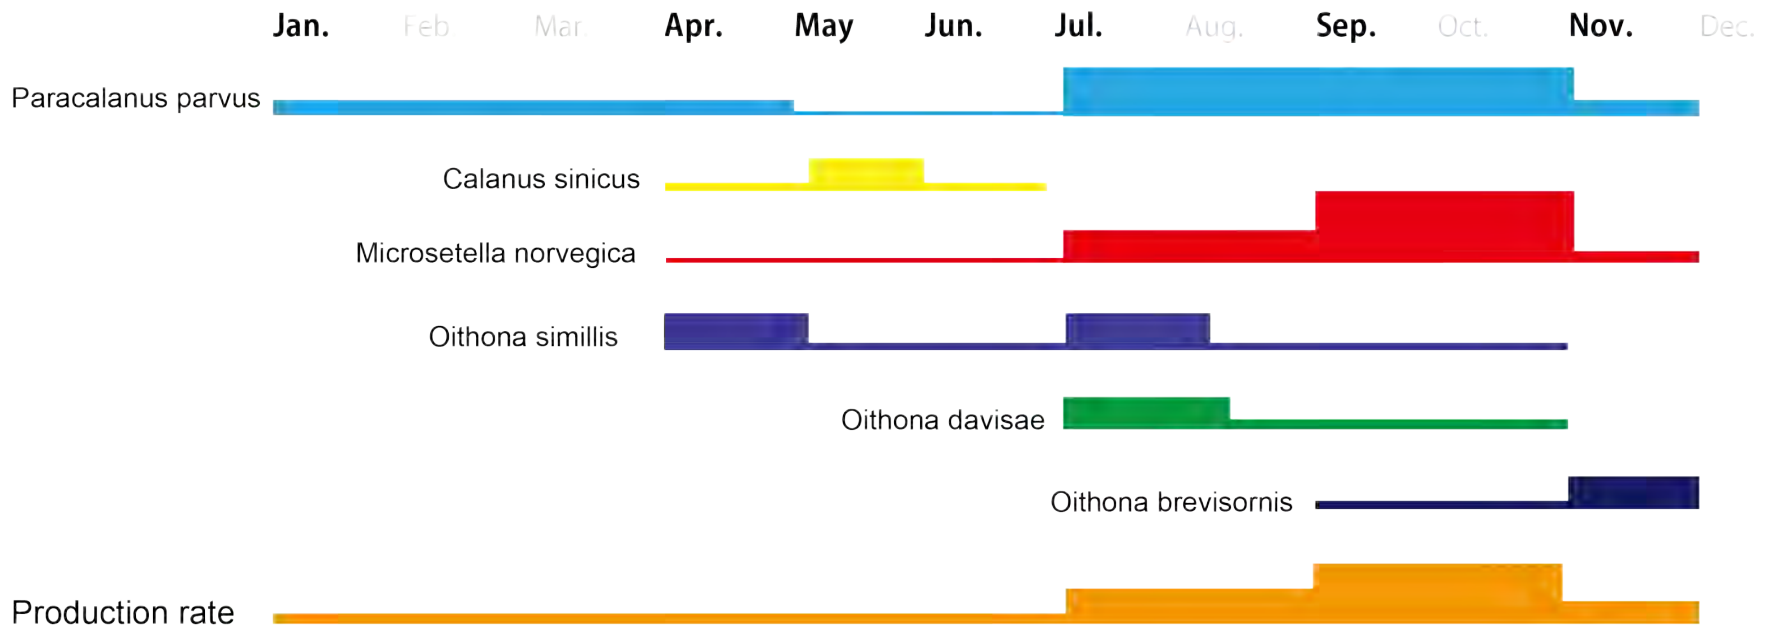 Jan. Feb Mar. Apr. May Jun. Jul. Aug. Sep. Oct. Nov. Dec.
Paracalanus parvus
Calanus sinicus
Microsetella norvegica
Oithona simillis
Oithona davisae
Oithona brevisornis
Production rate